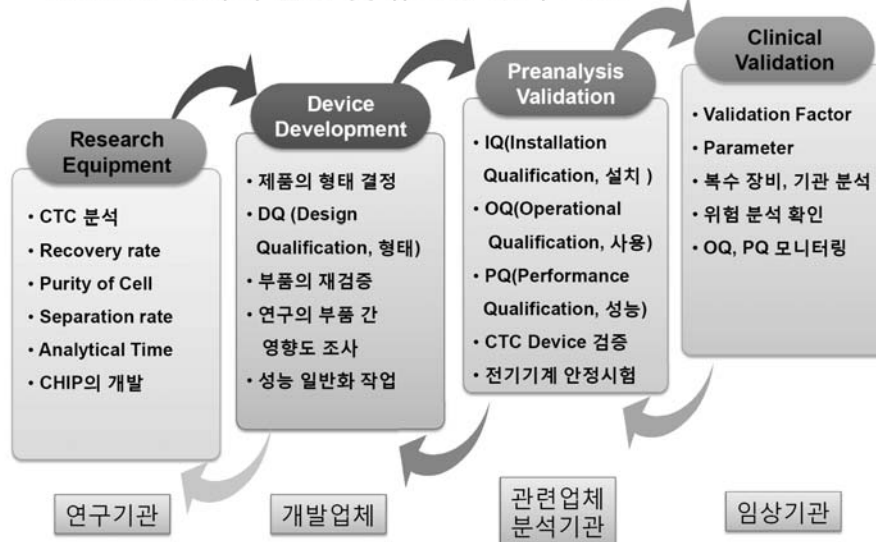 Research
Equipment
• CTC 분석
• Recovery rate
• Purity of Cell
• Separation rate
• Analytical Time
• CHIP의 개발
연구기관
Device
Development
• 제품의 형태 결정
• DQ (Design
Qualification, 형태)
• 부품의 재검증
• 연구의 부품 간
영향도 조사
• 성능 일반화 작업
개발업체
Preanalysis
Validation
• IQ(Installation
Qualification, 설치 )
• OQ(Operational
Qualification, 사용)
• PQ(Performance
Qualification, 성능)
• CTC Device 검증
• 전기기계 안정시험
관련업체
분석기관
Clinical
Validation
• Validation Factor
• Parameter
• 복수 장비, 기관 분석
• 위험 분석 확인
• OQ, PQ 모니터링
임상기관